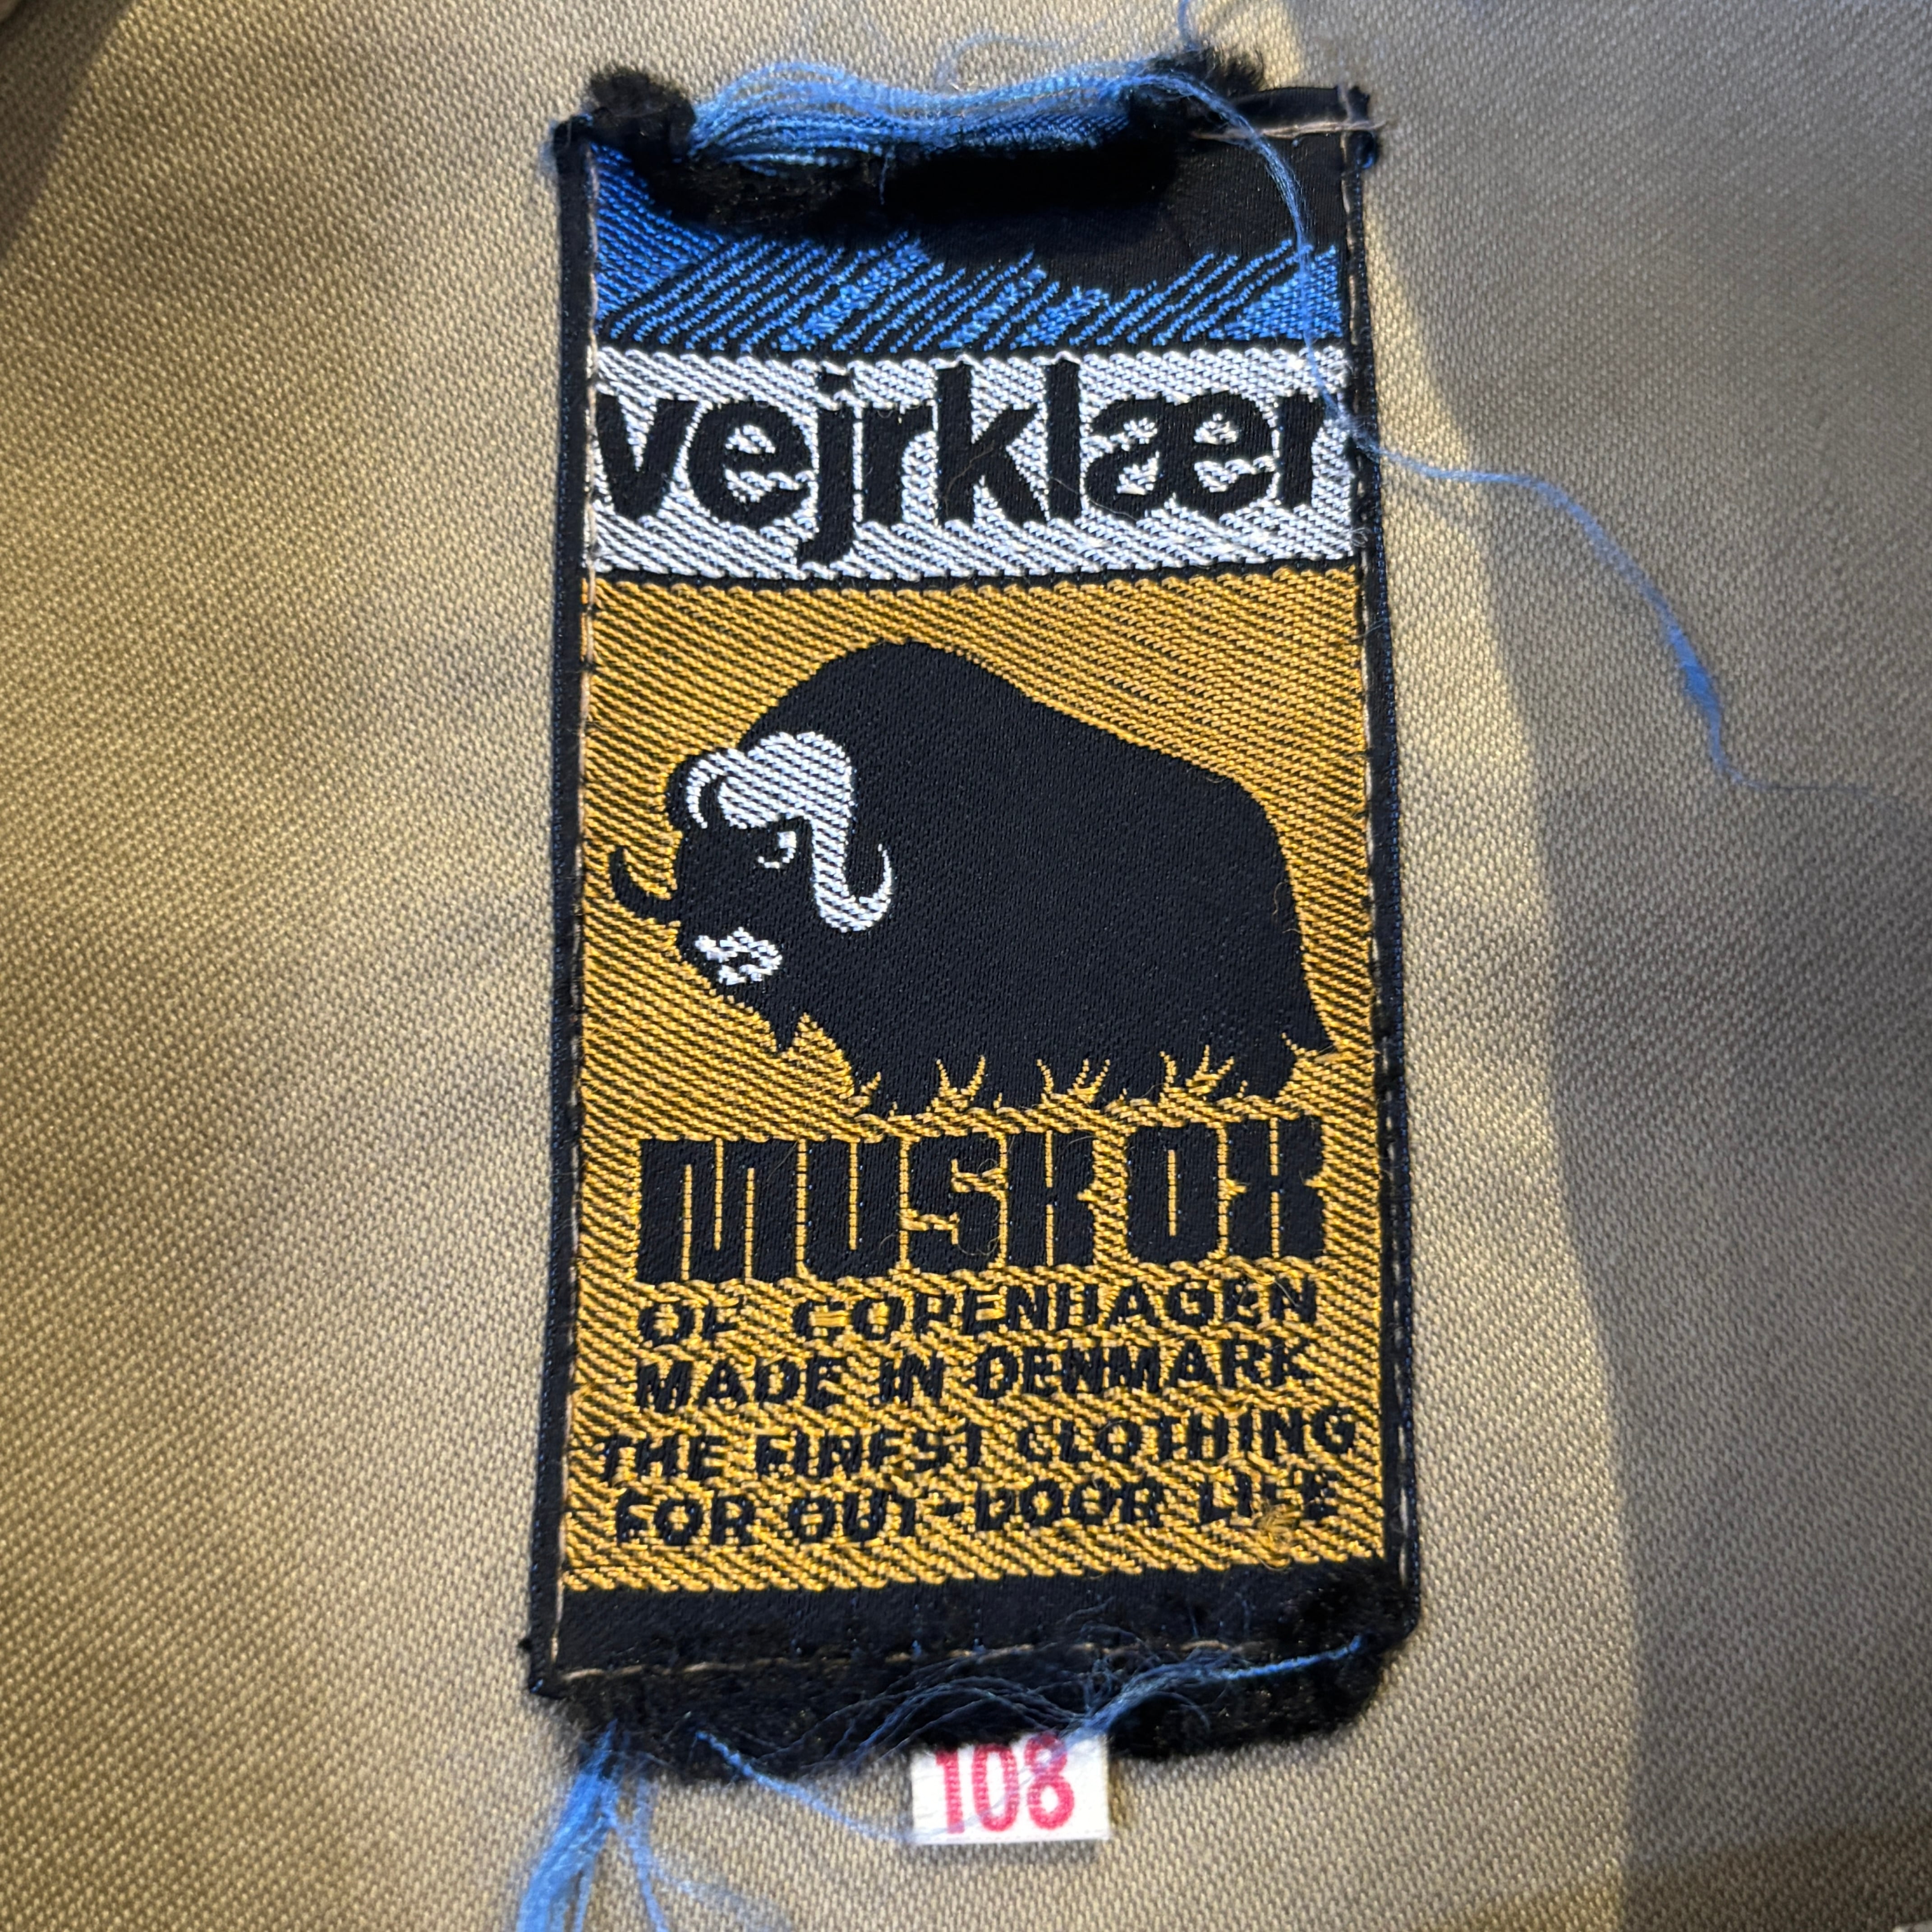 vejrklær
MUSK OX
OF COPENHAGEN
MADE IN DENMARK
THE FINEST CLOTHING
FOR OUT-DOOR LIFE
108